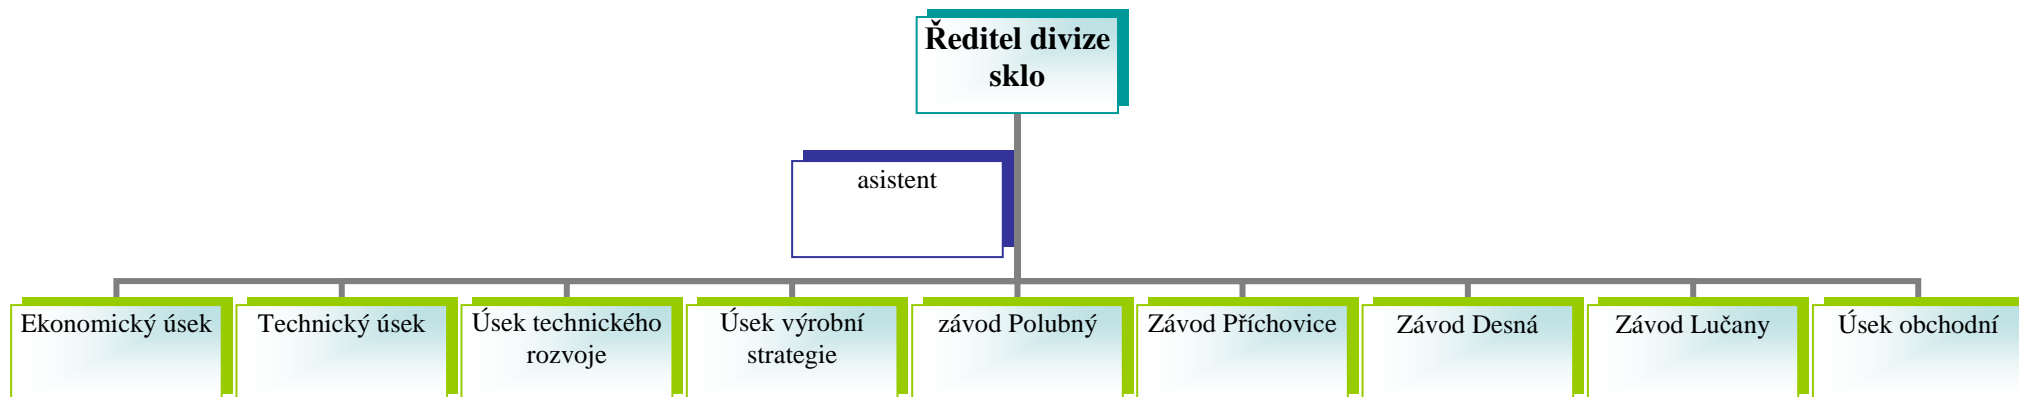 Ředitel divize
sklo
asistent
Ekonomický úsek
Technický úsek
Úsek technického
rozvoje
Úsek výrobní
strategie
závod Polubný
Závod Příchovice
Závod Desná
Závod Lučany
Úsek obchodní